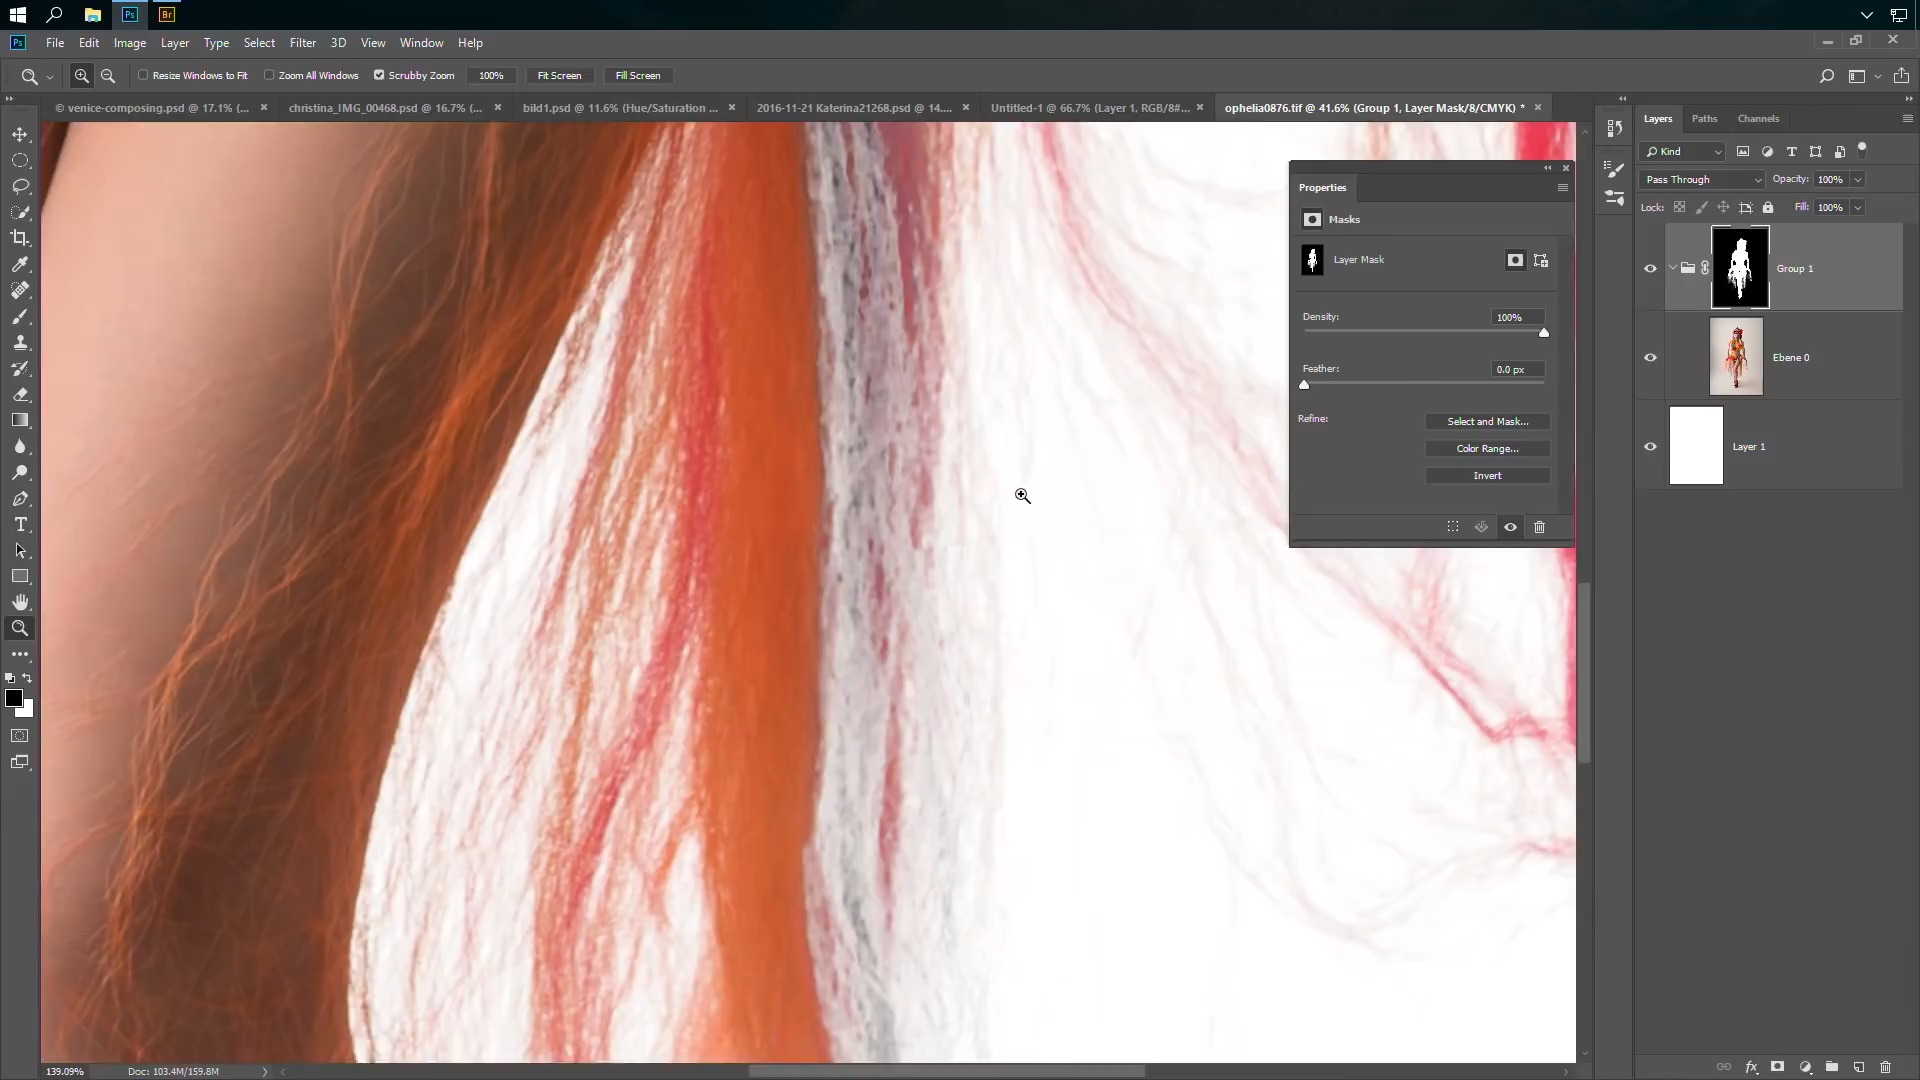 Ps
Br
Ps File Edit Image Layer Type Select Filter 3D View Window Help
Resize Windows to Fit Zoom All Windows Scrubby Zoom 100% Fit Screen Fill Screen
© venice-composing.psd @ 17.1% (... × christina_IMG_00468.psd @ 16.7% (... × bild1.psd @ 11.6% (Hue/Saturation ... × 2016-11-21 Katerina21268.psd @ 14.... × Untitled-1 @ 66.7% (Layer 1, RGB/8#... × ophelia0876.tif @ 41.6% (Group 1, Layer Mask/8/CMYK) * ×
Layers Paths Channels
Kind
Pass Through Opacity: 100%
Lock: Fill: 100%
Group 1
Ebene 0
Layer 1
Properties
Masks
Layer Mask
Density: 100%
Feather: 0.0 px
Refine:
Select and Mask...
Color Range...
Invert
139.09% Doc: 103.4M/159.8M
fx